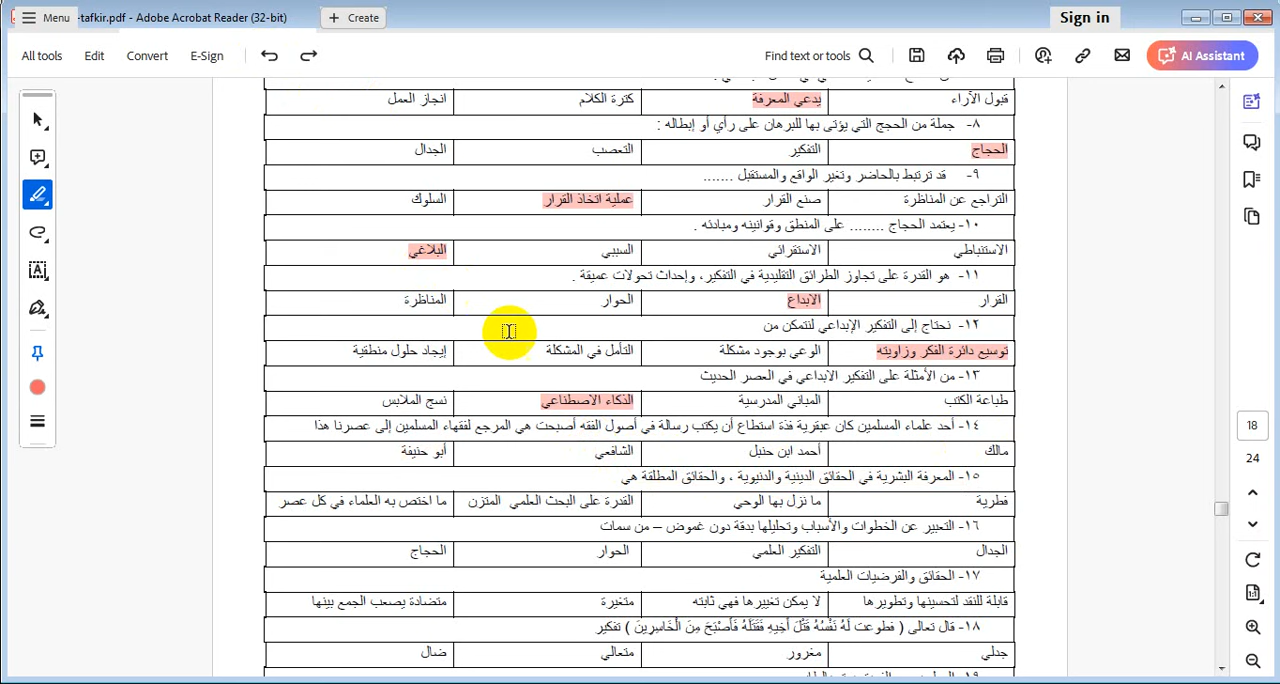 Menu
-tafkir.pdf - Adobe Acrobat Reader (32-bit)
Create
Sign in
All tools
Edit
Convert
E-Sign
Find text or tools
AI Assistant
قبول الآراء يدعي المعرفة كثرة الكلام انجاز العمل
٨- جملة من الحجج التي يؤتى بها للبرهان على رأي أو إبطاله :
الحجاج التفكير التعصب الجدال
٩- قد ترتبط بالحاضر وتغير الواقع والمستقبل .......
التراجع عن المناظرة صنع القرار عملية اتخاذ القرار السلوك
١٠- يعتمد الحجاج ........ على المنطق وقوانينه ومبادئه .
الاستنباطي الاستقرائي السببي البلاغي
١١- هو القدرة على تجاوز الطرائق التقليدية في التفكير، وإحداث تحولات عميقة .
القرار الابداع الحوار المناظرة
١٢- نحتاج إلى التفكير الإبداعي لنتمكن من
توسيع دائرة الفكر وزاويته الوعي بوجود مشكلة التأمل في المشكلة إيجاد حلول منطقية
١٣- من الأمثلة على التفكير الابداعي في العصر الحديث
طباعة الكتب المباني المدرسية الذكاء الاصطناعي نسج الملابس
١٤- أحد علماء المسلمين كان عبقرية فذة استطاع أن يكتب رسالة في أصول الفقه أصبحت هي المرجع لفقهاء المسلمين إلى عصرنا هذا
مالك أحمد ابن حنبل الشافعي أبو حنيفة
١٥- المعرفة البشرية في الحقائق الدينية والدنيوية ، والحقائق المطلقة هي
فطرية ما نزل بها الوحي القدرة على البحث العلمي المتزن ما اختص به العلماء في كل عصر
١٦- التعبير عن الخطوات والأسباب وتحليلها بدقة دون غموض – من سمات
الجدال التفكير العلمي الحوار الحجاج
١٧- الحقائق والفرضيات العلمية
قابلة للنقد لتحسينها وتطويرها لا يمكن تغييرها فهي ثابته متغيرة متضادة يصعب الجمع بينها
١٨- قال تعالى ( فطوعت لَهُ نَفْسُهُ قَتْلَ أَخِيهِ فَقَتَلَهُ فَأَصْبَحَ مِنَ الْخَاسِرِينَ ) تفكير
جدلي مغرور متعالي ضال
18
24